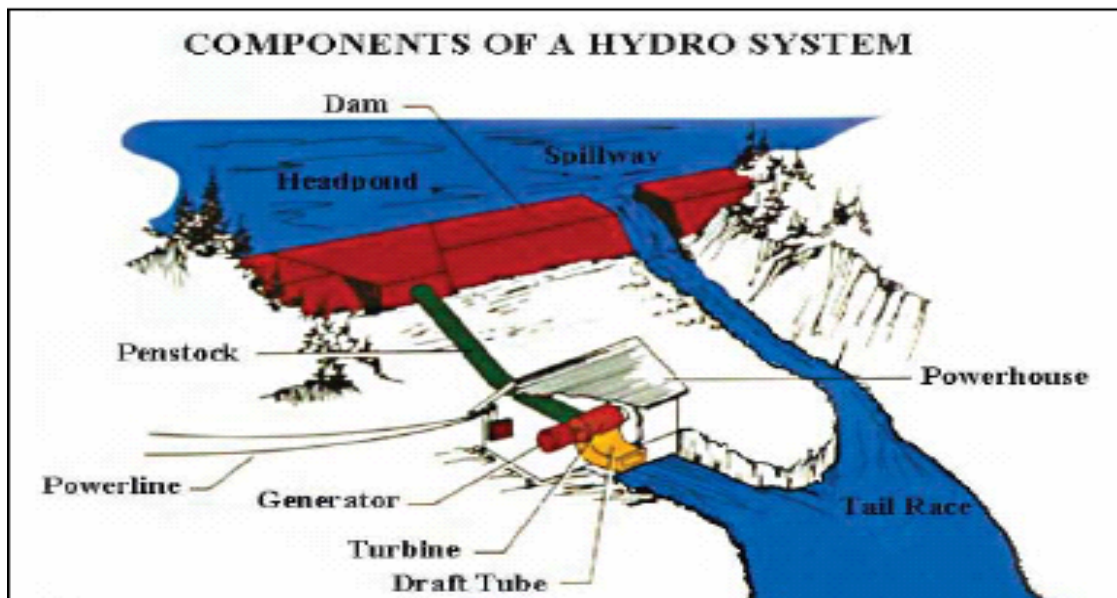 COMPONENTS OF A HYDRO SYSTEM
Dam
Spillway
Headpond
Penstock
Powerhouse
Powerline
Generator
Tail Race
Turbine
Draft Tube